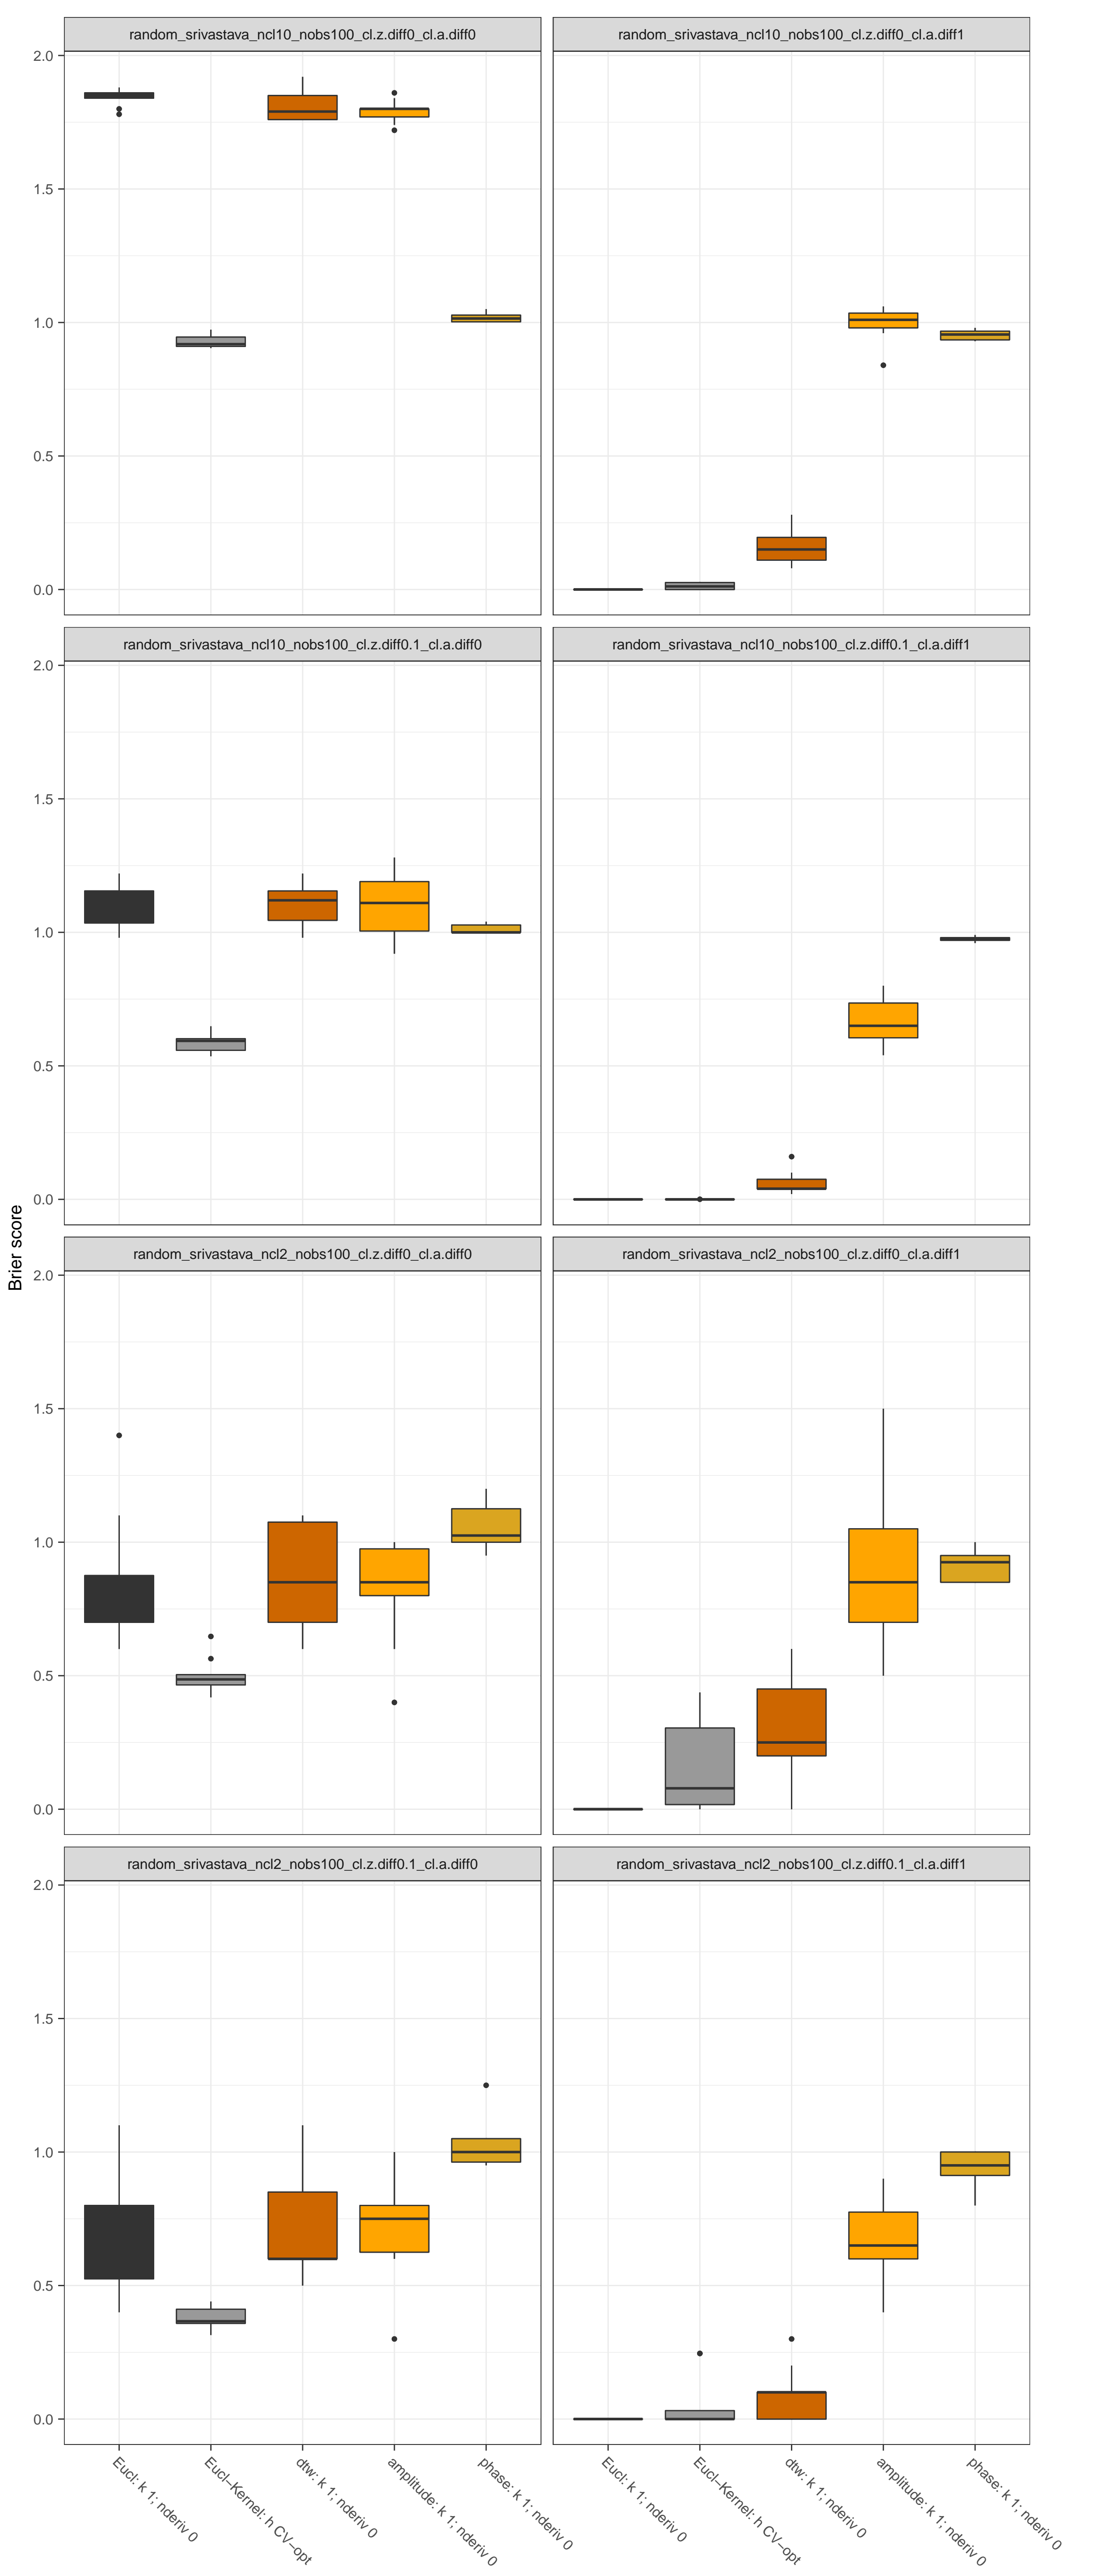 random_srivastava_ncl10_nobs100_cl.z.diff0_cl.a.diff0
random_srivastava_ncl10_nobs100_cl.z.diff0_cl.a.diff1
2.0
1.5
1.0
0.5
0.0
random_srivastava_ncl10_nobs100_cl.z.diff0.1_cl.a.diff0
random_srivastava_ncl10_nobs100_cl.z.diff0.1_cl.a.diff1
2.0
1.5
1.0
0.5
0.0
Brier score
random_srivastava_ncl2_nobs100_cl.z.diff0_cl.a.diff0
random_srivastava_ncl2_nobs100_cl.z.diff0_cl.a.diff1
2.0
1.5
1.0
0.5
0.0
random_srivastava_ncl2_nobs100_cl.z.diff0.1_cl.a.diff0
random_srivastava_ncl2_nobs100_cl.z.diff0.1_cl.a.diff1
2.0
1.5
1.0
0.5
0.0
Eucl: k 1; nderiv 0
Eucl−Kernel: h CV−opt
dtw: k 1; nderiv 0
amplitude: k 1; nderiv 0
phase: k 1; nderiv 0
Eucl: k 1; nderiv 0
Eucl−Kernel: h CV−opt
dtw: k 1; nderiv 0
amplitude: k 1; nderiv 0
phase: k 1; nderiv 0